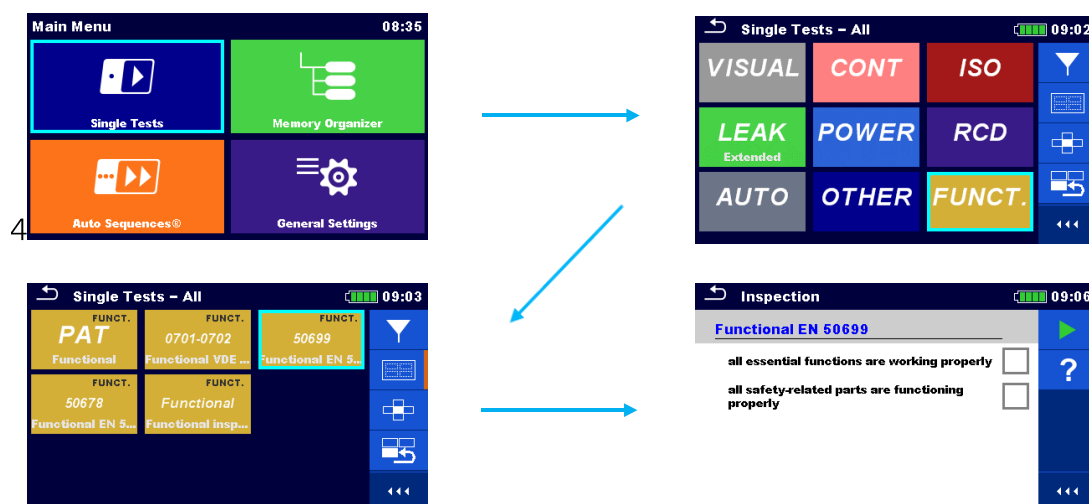 Main Menu 08:35
Single Tests
Memory Organizer
Auto Sequences®
General Settings
4
Single Tests – All 09:02
VISUAL CONT ISO
LEAK POWER RCD
Extended
AUTO OTHER FUNCT.
Single Tests – All 09:03
FUNCT. FUNCT. FUNCT.
PAT 0701-0702 50699
Functional Functional VDE ... Functional EN 5...
FUNCT. FUNCT.
50678 Functional
Functional EN 5... Functional insp...
Inspection 09:06
Functional EN 50699
all essential functions are working properly
all safety-related parts are functioning
properly
?